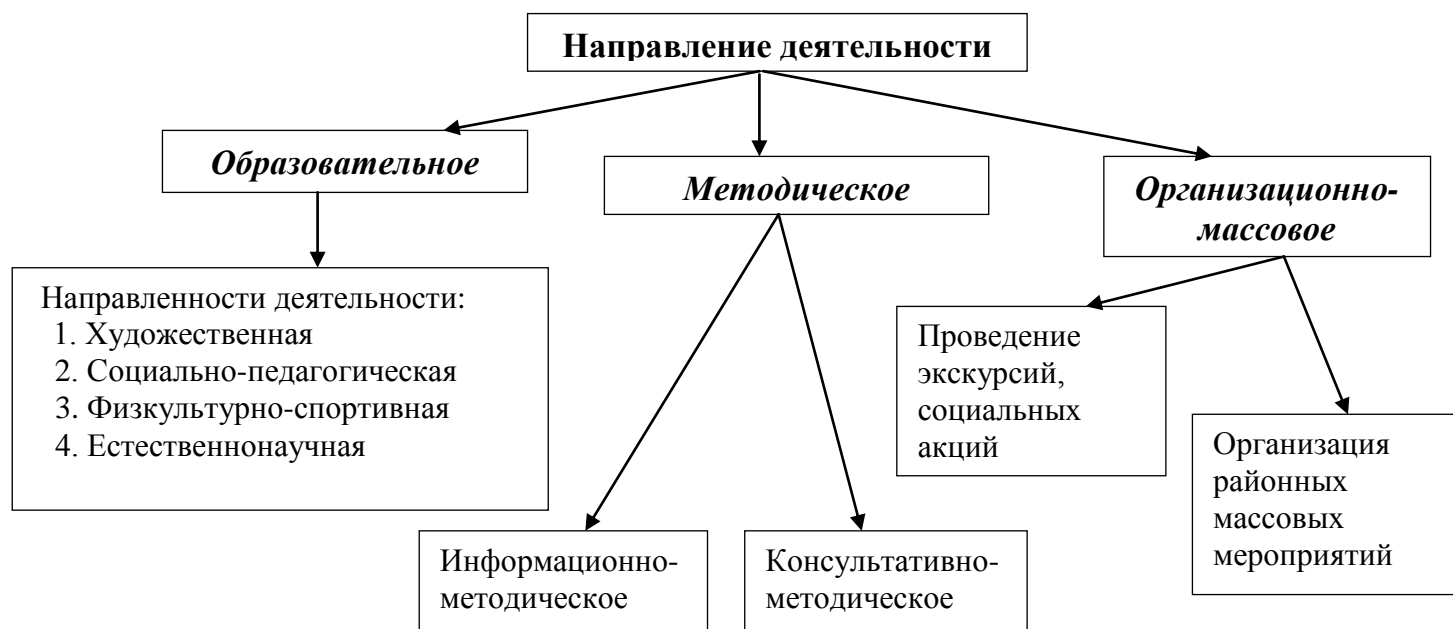 Направление деятельности
Образовательное
Методическое
Организационно-
массовое
Направленности деятельности:
1. Художественная
2. Социально-педагогическая
3. Физкультурно-спортивная
4. Естественнонаучная
Проведение
экскурсий,
социальных
акций
Организация
районных
массовых
мероприятий
Информационно-
методическое
Консультативно-
методическое